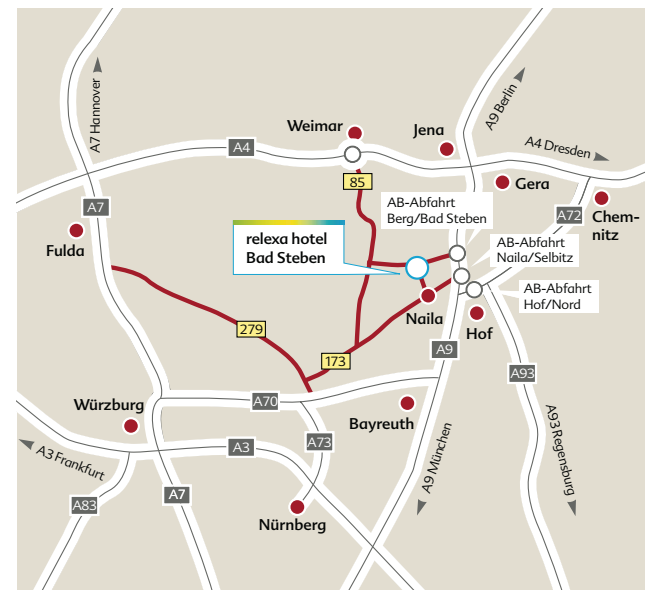 A7 Hannover
A9 Berlin
Weimar
Jena
A4
A4 Dresden
85
Gera
A7
AB-Abfahrt
Berg/Bad Steben
A72
Chem-
nitz
Fulda
relexa hotel
Bad Steben
AB-Abfahrt
Naila/Selbitz
AB-Abfahrt
Hof/Nord
Naila
Hof
279
173
A9
A93
A70
Würzburg
Bayreuth
A3 Frankfurt
A3
A73
A9 München
A93 Regensburg
A83
A7
Nürnberg